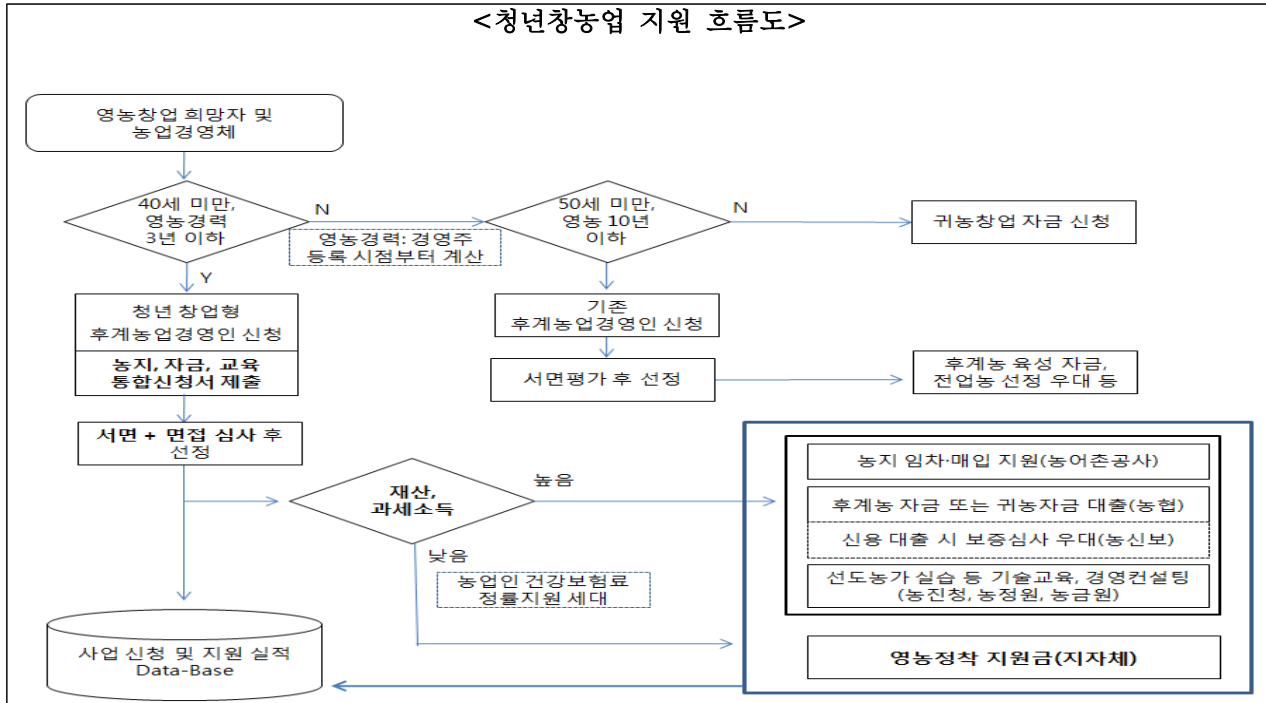 <청년창농업 지원 흐름도>
영농창업 희망자 및
농업경영체
40세 미만,
영농경력
3년 이하
N
영농경력: 경영주
등록 시점부터 계산
50세 미만,
영농 10년
이하
N
귀농창업 자금 신청
Y
청년 창업형
후계농업경영인 신청
농지, 자금, 교육
통합신청서 제출
기존
후계농업경영인 신청
서면평가 후 선정
후계농 육성 자금,
전업농 선정 우대 등
서면 + 면접 심사 후
선정
재산,
과세소득
높음
낮음
농업인 건강보험료
정률지원 세대
농지 임차·매입 지원(농어촌공사)
후계농 자금 또는 귀농자금 대출(농협)
신용 대출 시 보증심사 우대(농신보)
선도농가 실습 등 기술교육, 경영컨설팅
(농진청, 농정원, 농금원)
영농정착 지원금(지자체)
사업 신청 및 지원 실적
Data-Base